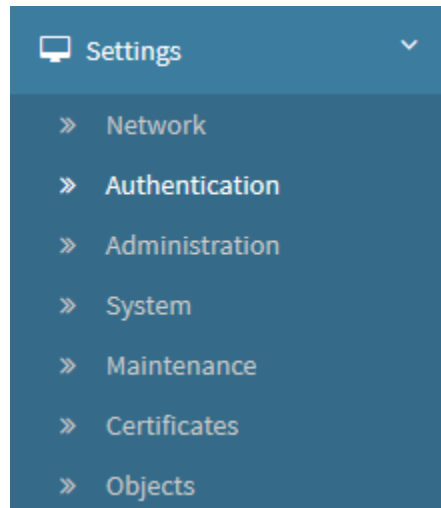 Settings
Network
Authentication
Administration
System
Maintenance
Certificates
Objects